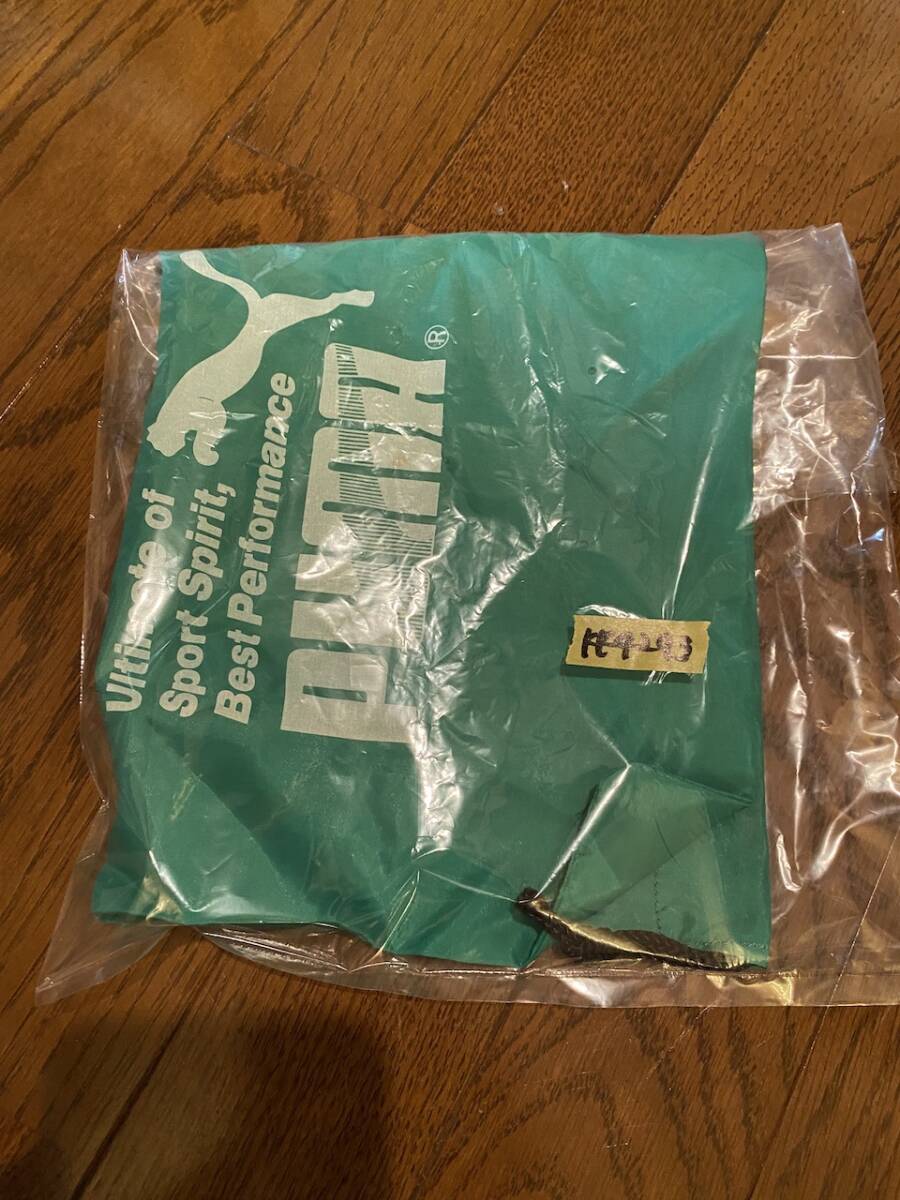 Ultimate of
Sport Spirit,
Best Performance
PUMA®